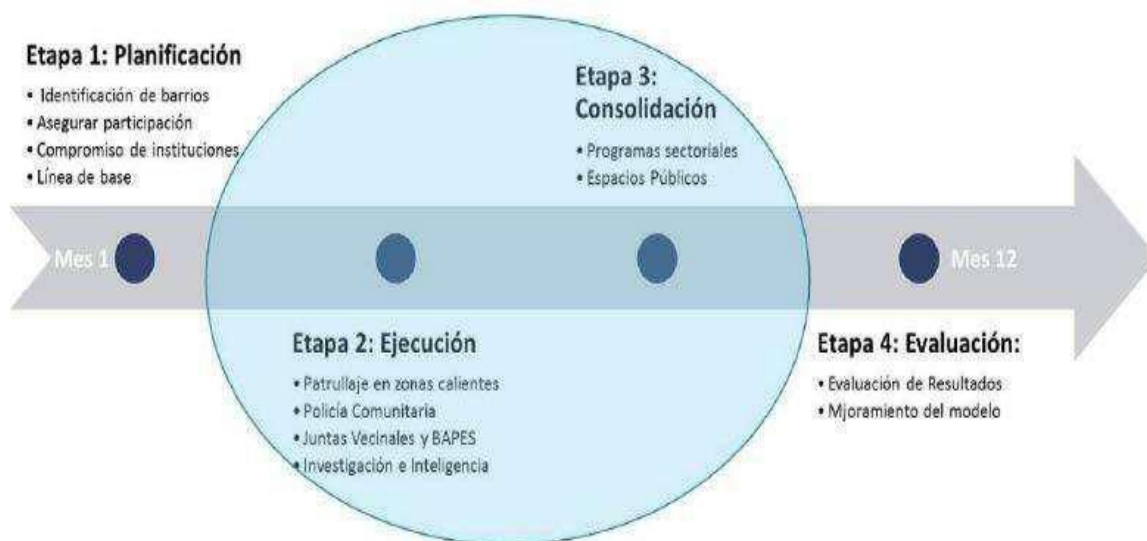 Etapa 1: Planificación
• Identificación de barrios
• Asegurar participación
• Compromiso de instituciones
• Línea de base
Etapa 3:
Consolidación
• Programas sectoriales
• Espacios Públicos
Mes 1
Mes 12
Etapa 2: Ejecución
• Patrullaje en zonas calientes
• Policía Comunitaria
• Juntas Vecinales y BAPES
• Investigación e Inteligencia
Etapa 4: Evaluación:
• Evaluación de Resultados
• Mjoramiento del modelo